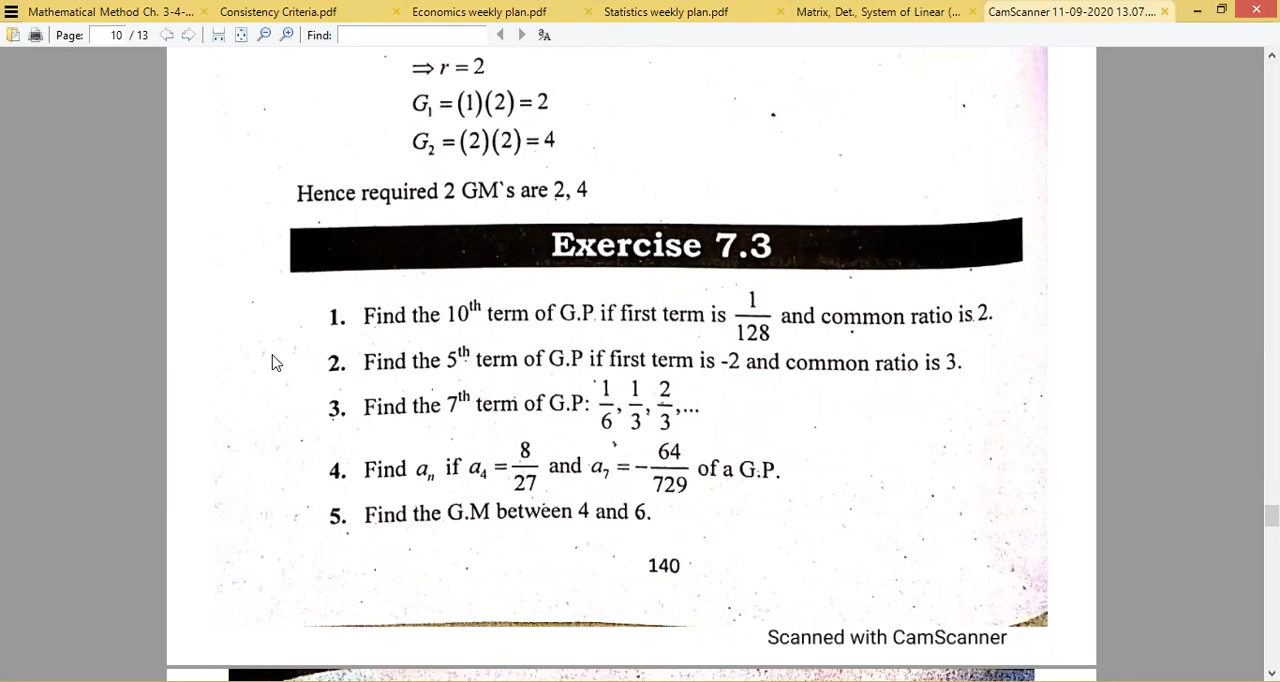 Mathematical Method Ch. 3-4-... × Consistency Criteria.pdf × Economics weekly plan.pdf × Statistics weekly plan.pdf × Matrix, Det., System of Linear (... × CamScanner 11-09-2020 13.07.... ×
Page: 10 / 13 Find:
⇒ r = 2
G₁ = (1)(2) = 2
G₂ = (2)(2) = 4
Hence required 2 GM`s are 2, 4
Exercise 7.3
1. Find the 10th term of G.P. if first term is 1/128 and common ratio is 2.
2. Find the 5th term of G.P if first term is -2 and common ratio is 3.
3. Find the 7th term of G.P: 1/6, 1/3, 2/3,...
4. Find aₙ if a₄ = 8/27 and a₇ = -64/729 of a G.P.
5. Find the G.M between 4 and 6.
140
Scanned with CamScanner